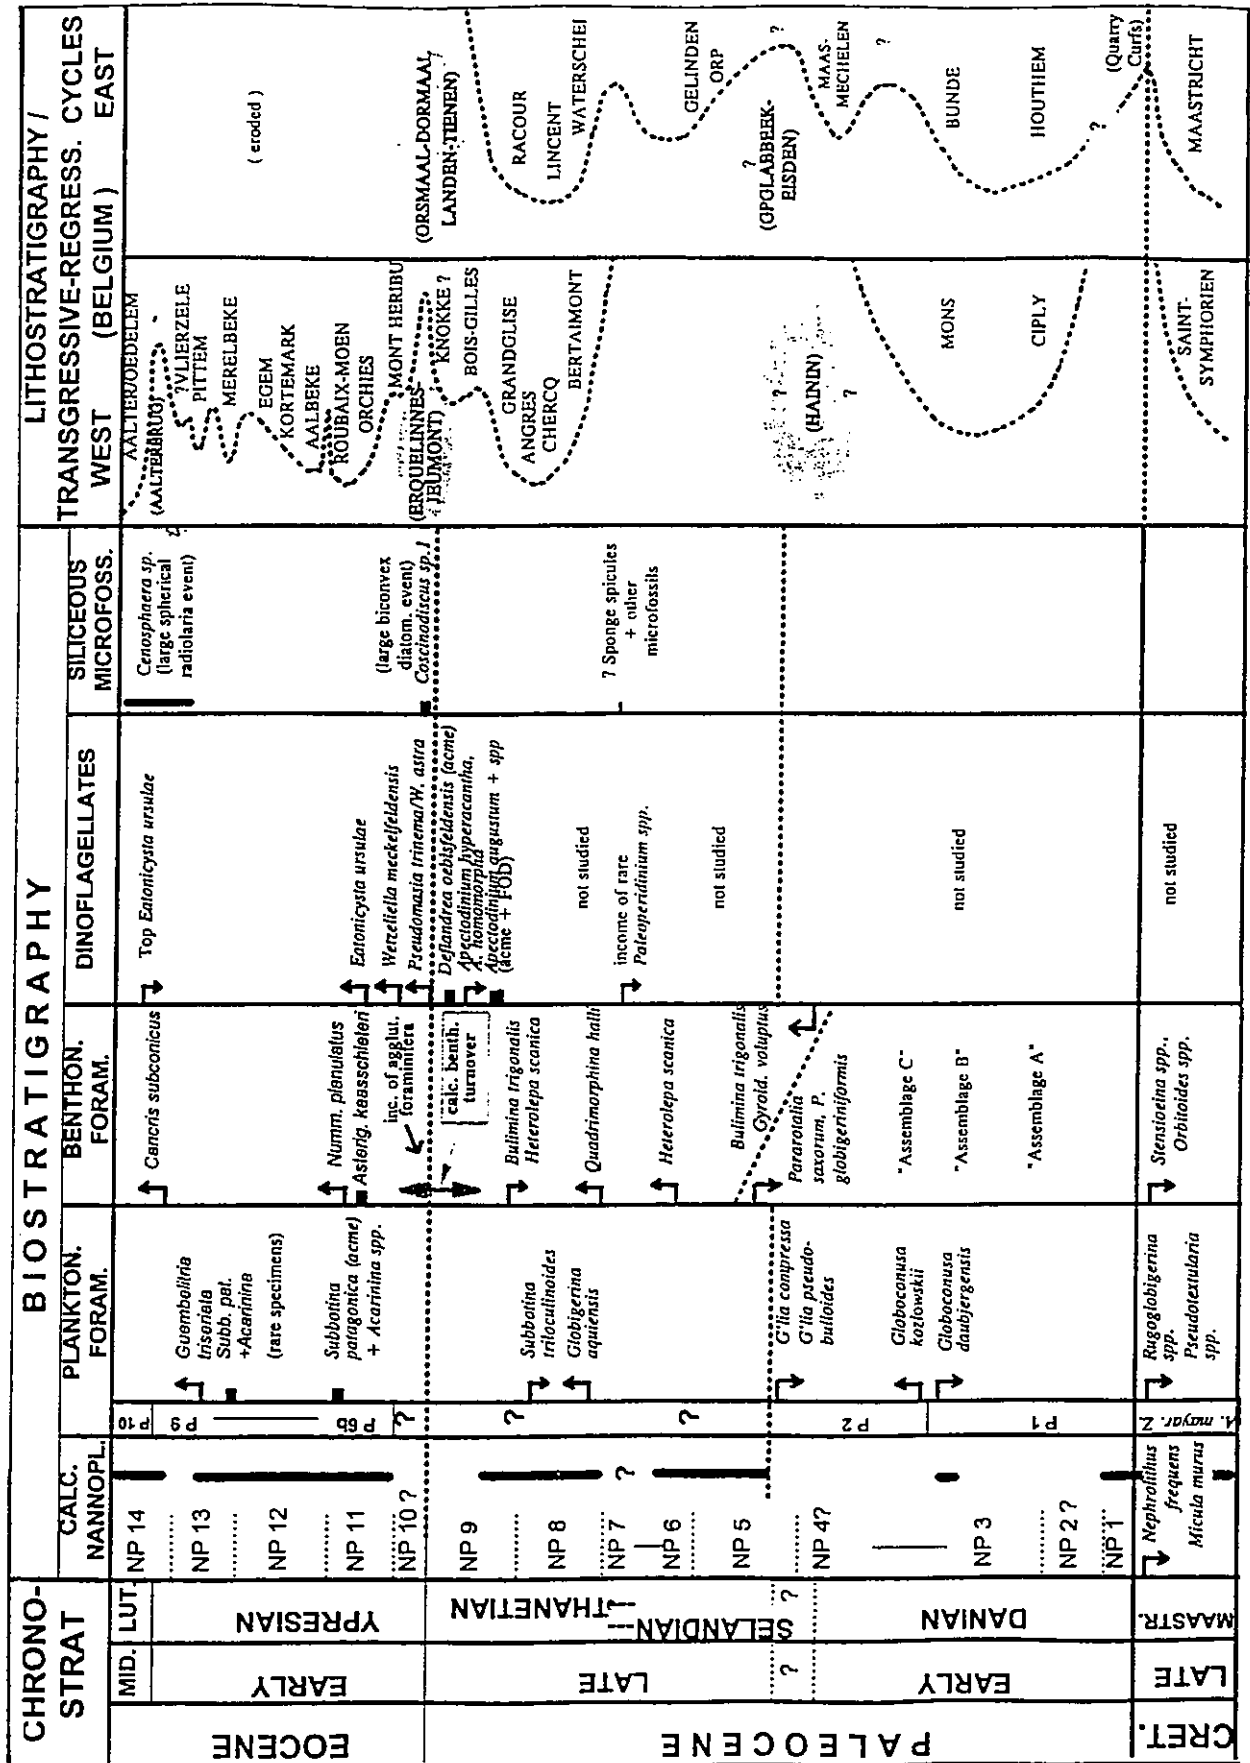 CHRONO-
STRAT
BIOSTRATIGRAPHY
LITHOSTRATIGRAPHY /
TRANSGRESSIVE-REGRESS. CYCLES
WEST (BELGIUM) EAST
CALC.
NANNOPL.
PLANKTON.
FORAM.
BENTHON.
FORAM.
DINOFLAGELLATES
SILICEOUS
MICROFOSS.
EOCENE
PALEOCENE
CRET.
MID.
EARLY
LATE
?
EARLY
LATE
LUT.
YPRESIAN
THANETIAN
SELANDIAN
?
DANIAN
MAASTR.
NP 14
NP 13
NP 12
NP 11
NP 10 ?
NP 9
NP 8
NP 7
?
NP 6
NP 5
NP 4?
NP 3
NP 2 ?
NP 1
Nephrolithus
frequens
Micula murus
P 10
P 9
P 6b
?
?
?
P 2
P 1
A. mayar. Z.
Guembolitria
trisoriata
Subb. pat.
+Acarinina
(rare specimens)
Subbotina
patagonica (acme)
+ Acarinina spp.
Subbotina
triloculinoides
Globigerina
aquiensis
G'lia compressa
G'lia pseudo-
bulloides
Globoconusa
kozlowskii
Globoconusa
daubjergensis
Rugoglobigerina
spp.
Pseudotextularia
spp.
Cancris subconicus
Numm. planulatus
Asterig. kaasschieteri
inc. of agglut.
foraminifera
calc. benth.
turnover
Bulimina trigonalis
Heterolepa scanica
Quadrimorphina halli
Heterolepa scanica
Bulimina trigonalis
Gyroid. voluptus
Pararotalia
saxorum, P.
globigeriniformis
"Assemblage C"
"Assemblage B"
"Assemblage A"
Stensioeina spp.,
Orbitoides spp.
Top Eatonicysta ursulae
Eatonicysta ursulae
Werzeliella meckelfeldensis
Pseudomasia trinema/W. astra
Deflandrea oebisfeldensis (acme)
Apectodinium hyperacantha,
A. homomorpha
Apectodinium augustum + spp
(acme + FOD)
not studied
income of rare
Paleoperidinium spp.
not studied
not studied
not studied
Cenosphaera sp.
(large spherical
radiolaria event)
(large biconvex
diatom. event)
Coscinodiscus sp.1
? Sponge spicules
+ other
microfossils
AALTER/OEDELEM
(AALTERBRUG)
?VLIERZELE
PITTEM
MERELBEKE
EGEM
KORTEMARK
AALBEKE
ROUBAIX-MOEN
ORCHIES
MONT HERIBU
(ERQUELINNES-
JEUMONT)
KNOKKE ?
BOIS-GILLES
GRANDGLISE
ANGRES
CHERCQ
BERTAIMONT
?
(HAININ)
?
MONS
CIPLY
SAINT-
SYMPHORIEN
( eroded )
(ORSMAAL-DORMAAL
LANDEN-TIENEN)
RACOUR
LINCENT
WATERSCHEI
GELINDEN
ORP
?
?
(OPGLABBEEK-
EISDEN)
MAAS-
MECHELEN
?
BUNDE
HOUTHEM
?
(Quarry
Curfs)
MAASTRICHT